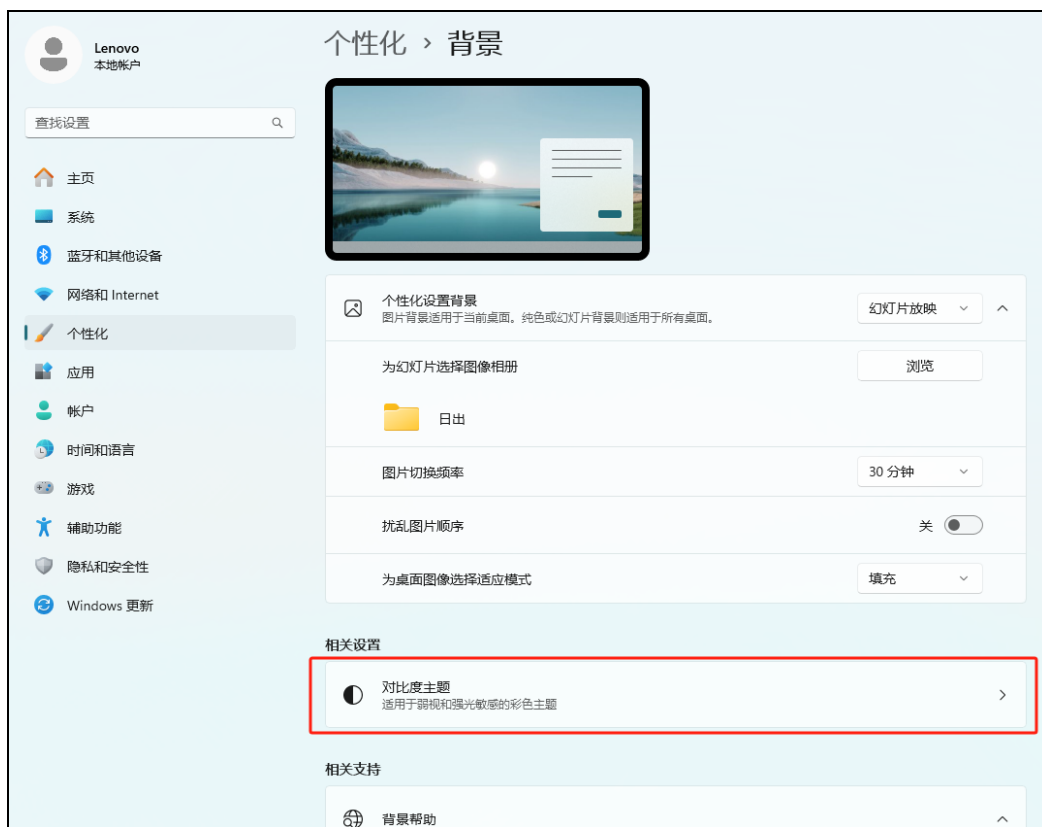 Lenovo
本地帐户
查找设置
主页
系统
蓝牙和其他设备
网络和 Internet
个性化
应用
帐户
时间和语言
游戏
辅助功能
隐私和安全性
Windows 更新
个性化 › 背景
个性化设置背景
图片背景适用于当前桌面。纯色或幻灯片背景则适用于所有桌面。
幻灯片放映
为幻灯片选择图像相册
浏览
日出
图片切换频率
30 分钟
扰乱图片顺序
关
为桌面图像选择适应模式
填充
相关设置
对比度主题
适用于弱视和强光敏感的彩色主题
相关支持
背景帮助